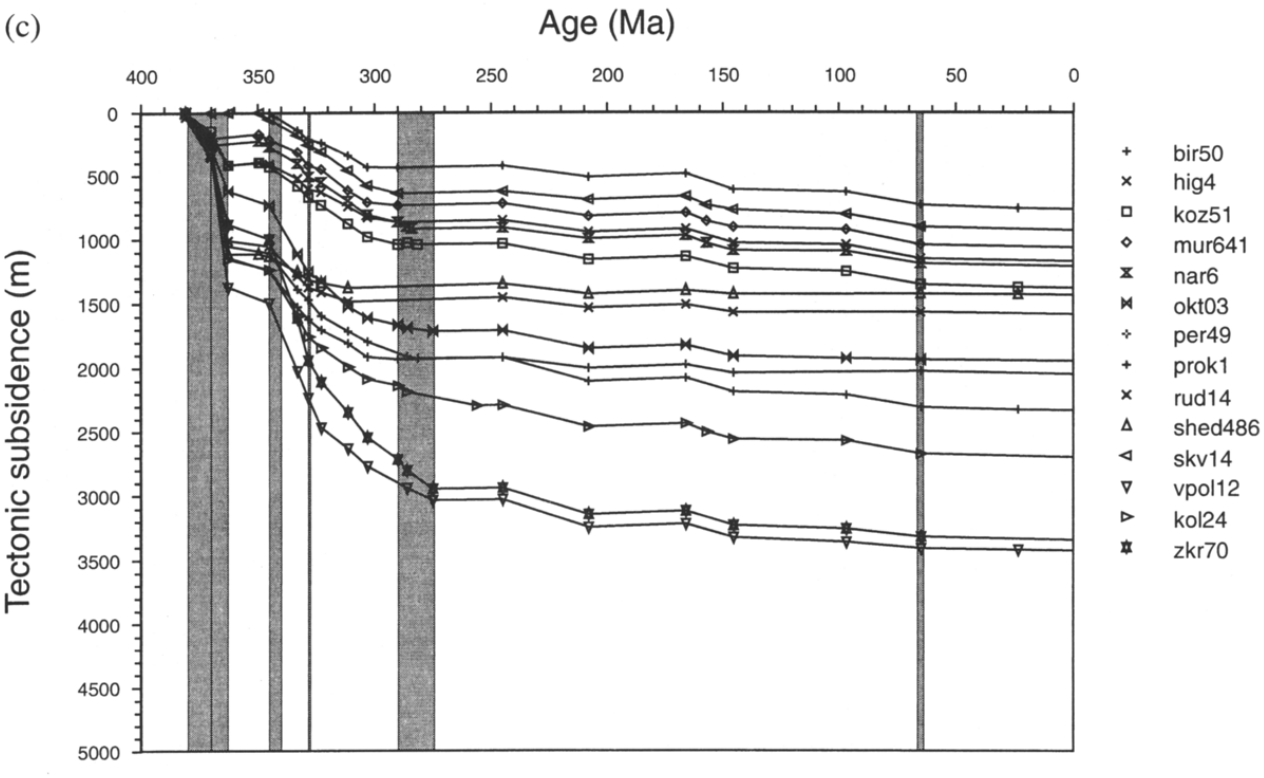 (c)
Age (Ma)
400 350 300 250 200 150 100 50 0
Tectonic subsidence (m)
0
500
1000
1500
2000
2500
3000
3500
4000
4500
5000
bir50
hig4
koz51
mur641
nar6
okt03
per49
prok1
rud14
shed486
skv14
vpol12
kol24
zkr70